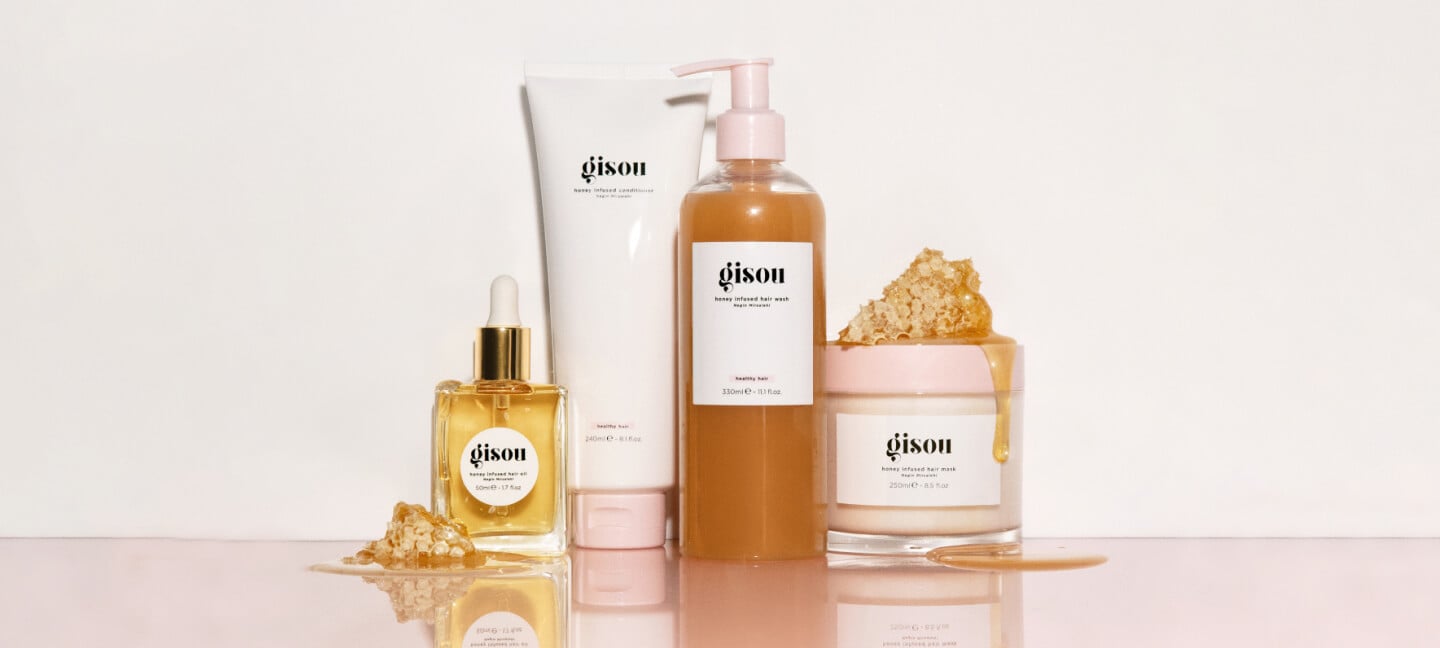 gisou
honey infused hair oil
Negin Mirsalehi
50ml ℮ - 1.7 fl.oz
gisou
honey infused conditioner
Negin Mirsalehi
healthy hair
240ml ℮ - 8.1 fl.oz.
gisou
honey infused hair wash
Negin Mirsalehi
healthy hair
330ml ℮ - 11.1 fl.oz.
gisou
honey infused hair mask
Negin Mirsalehi
250ml ℮ - 8.5 fl.oz.